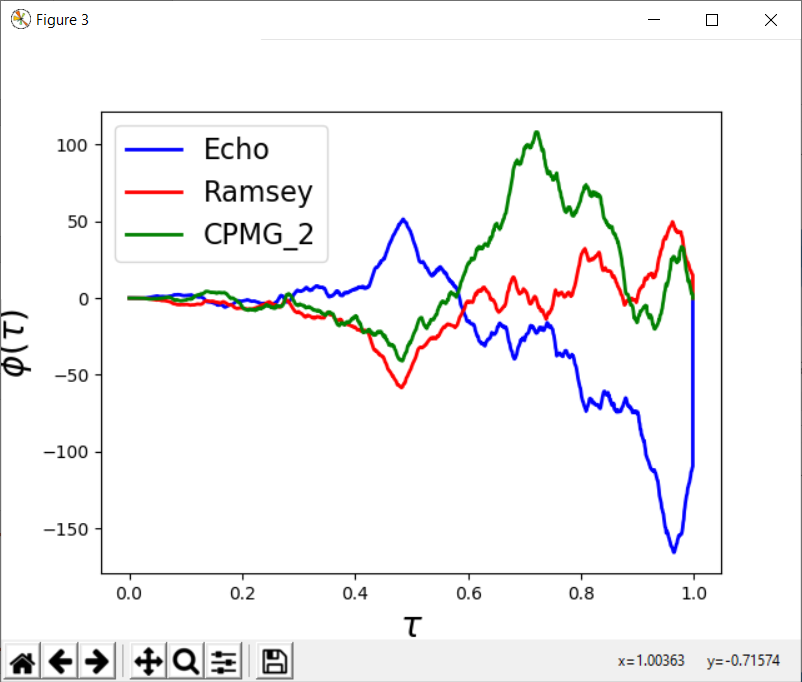 Figure 3
Echo
Ramsey
CPMG_2
100
50
0
−50
−100
−150
ϕ(τ)
0.0 0.2 0.4 0.6 0.8 1.0
τ
x=1.00363 y=-0.71574